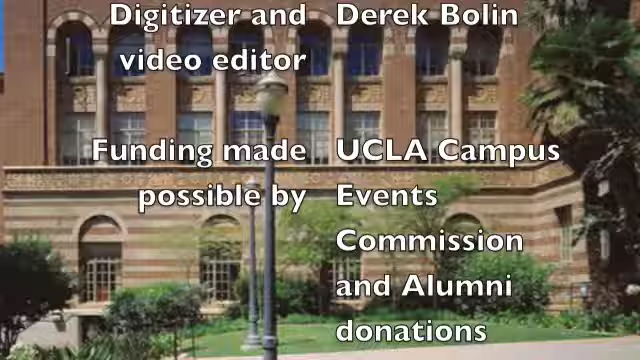 Digitizer and Derek Bolin
video editor
Funding made UCLA Campus
possible by Events
Commission
and Alumni
donations